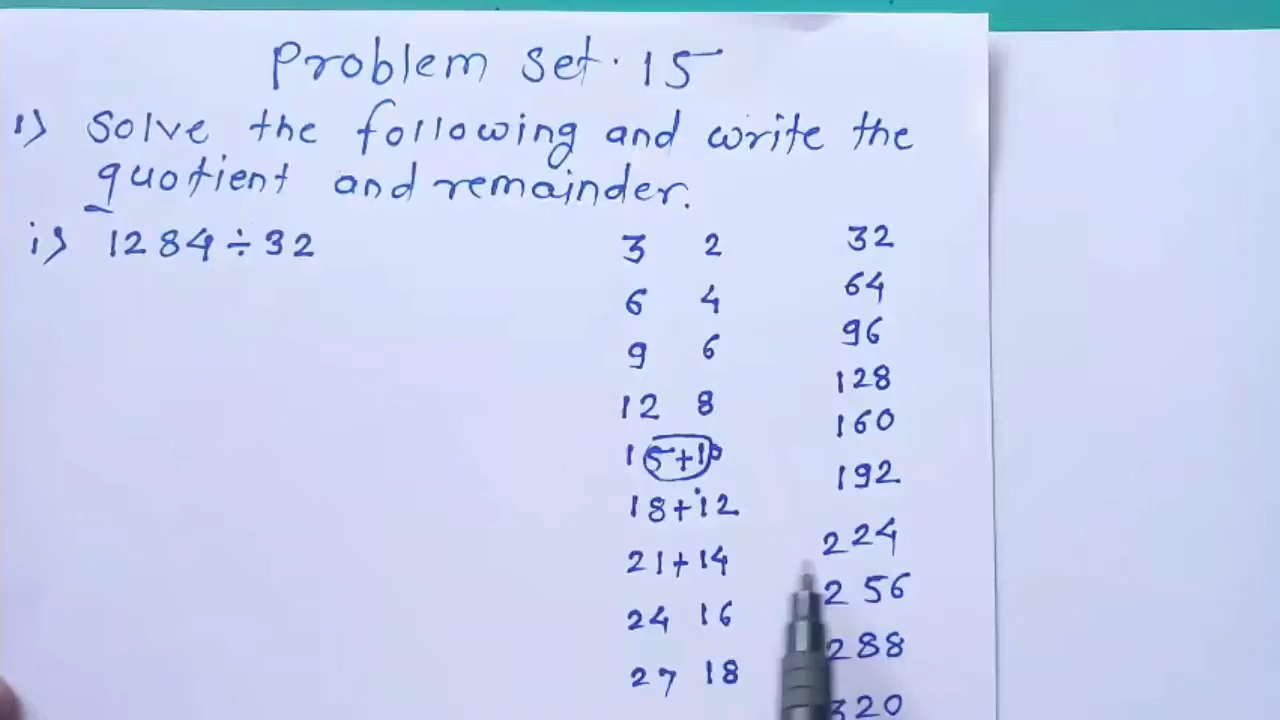 Problem Set. 15
1) Solve the following and write the
quotient and remainder.
i) 1284÷32
3 2 32
6 4 64
9 6 96
12 8 128
15+10 160
18+12 192
21+14 224
24 16 256
27 18 288
320